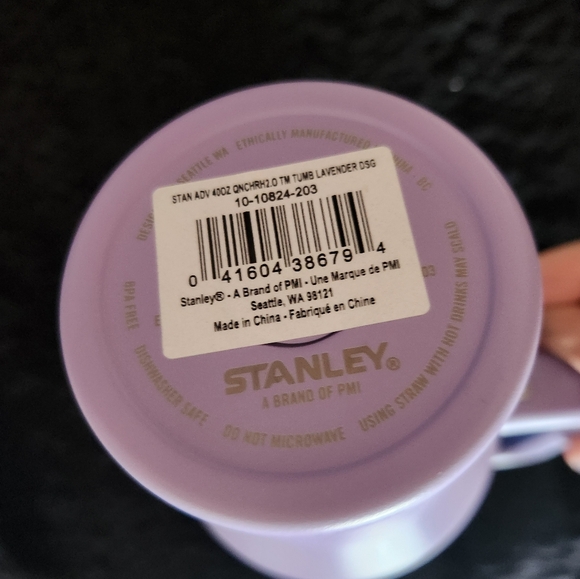 STAN ADV 40OZ QNCHRH2.0 TM TUMB LAVENDER DSG
10-10824-203
0 41604 38679 4
Stanley® - A Brand of PMI - Une Marque de PMI
Seattle, WA 98121
Made in China - Fabriqué en Chine
STANLEY®
A BRAND OF PMI
SEATTLE WA ETHICALLY MANUFACTURED
BPA FREE DISHWASHER SAFE DO NOT MICROWAVE USING STRAW WITH HOT DRINKS MAY SCALD